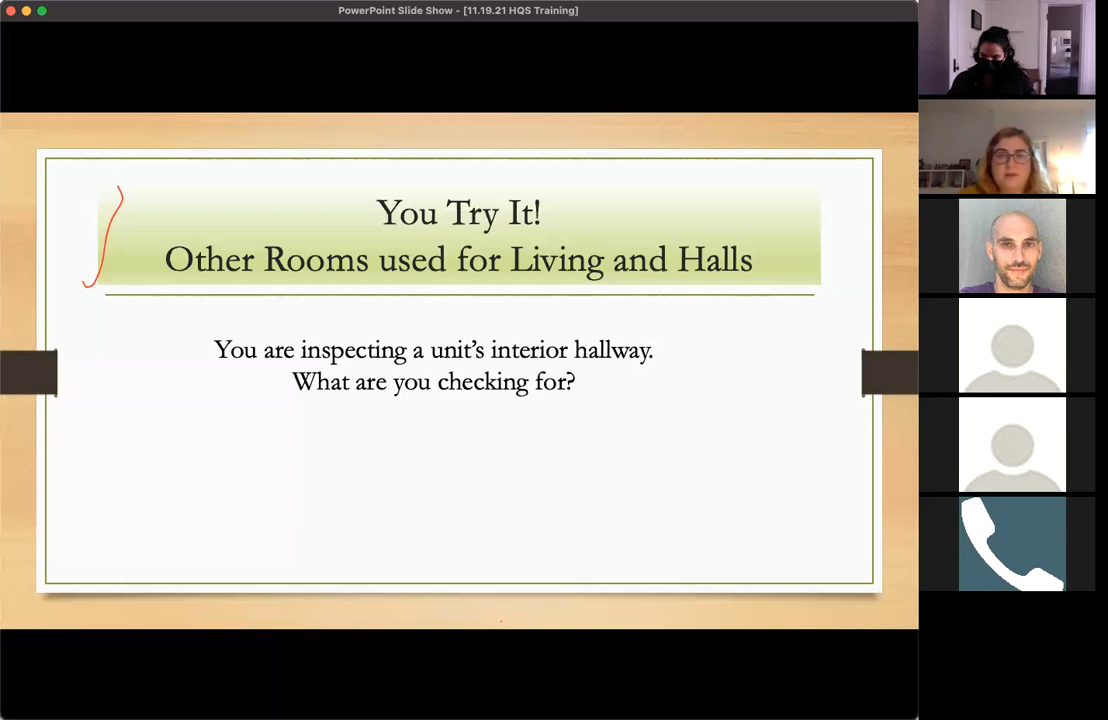 PowerPoint Slide Show - [11.19.21 HQS Training]
You Try It!
Other Rooms used for Living and Halls
You are inspecting a unit’s interior hallway.
What are you checking for?